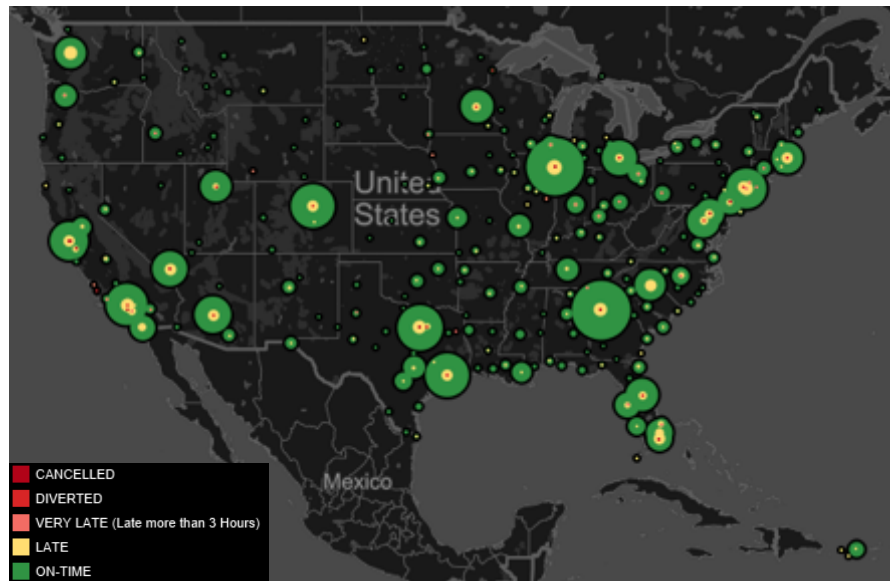 United
States
Mexico
CANCELLED
DIVERTED
VERY LATE (Late more than 3 Hours)
LATE
ON-TIME